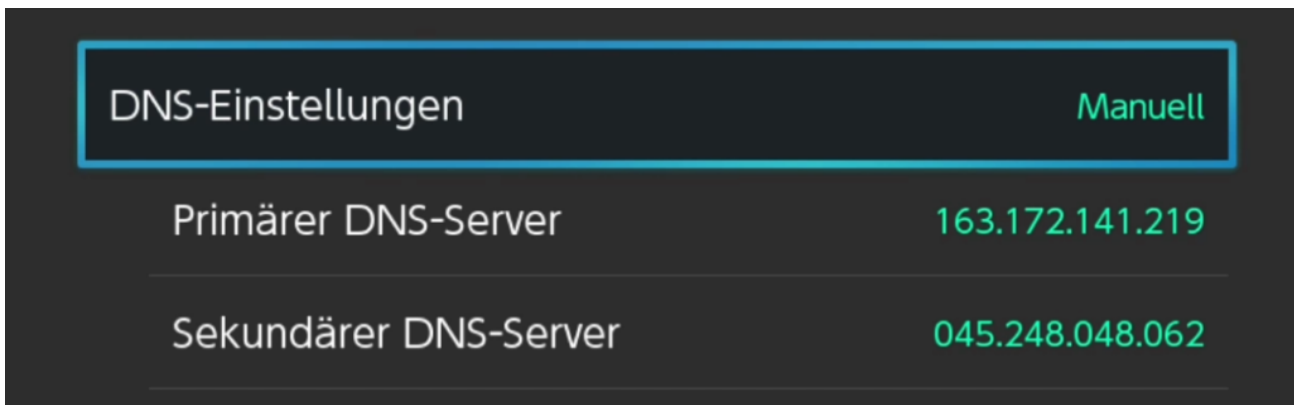 DNS-Einstellungen Manuell
Primärer DNS-Server 163.172.141.219
Sekundärer DNS-Server 045.248.048.062